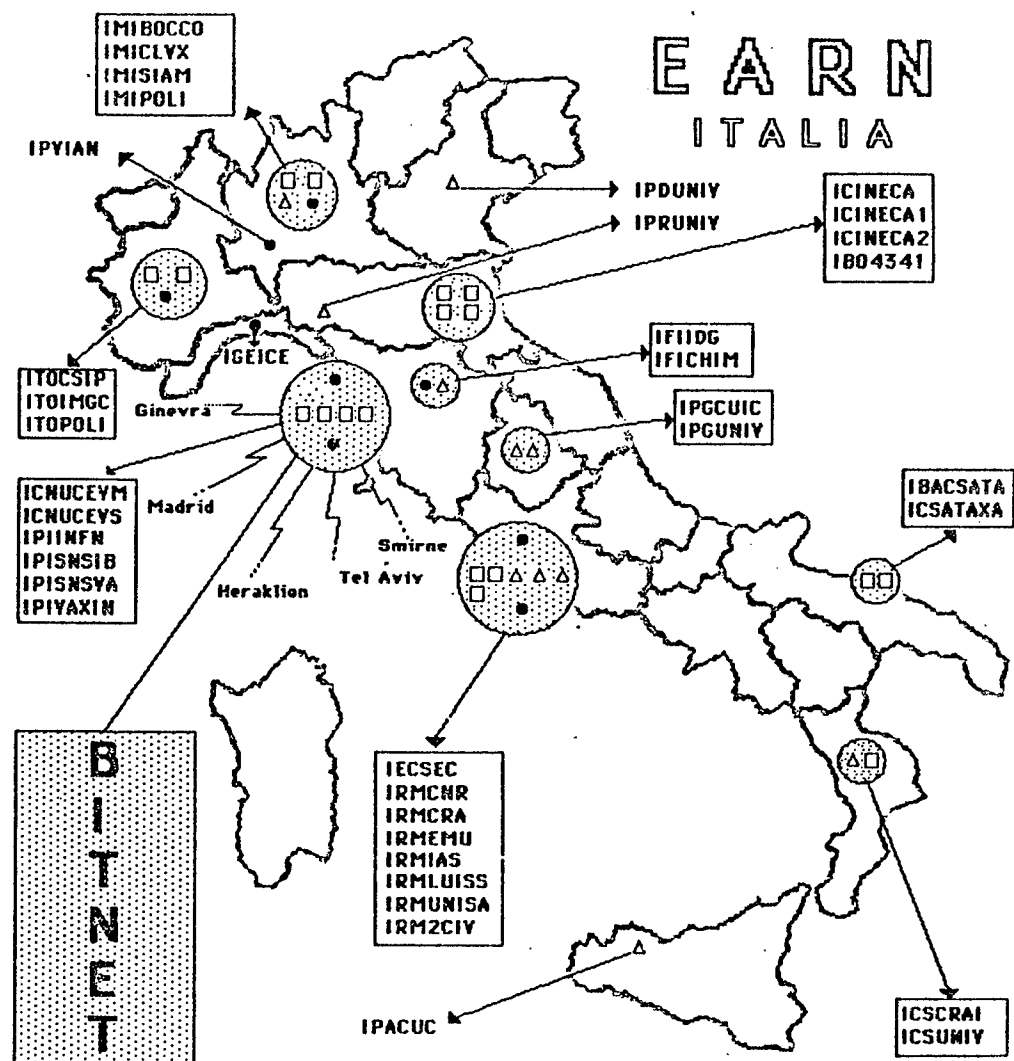 EARN
ITALIA
IMIBOCCO
IMICLVX
IMISIAM
IMIPOLI
IPVIAN
IPDUNIV
IPRUNIV
ICINECA
ICINECA1
ICINECA2
IBO4341
IGEICE
IFIIDG
IFICHIM
ITOCSIP
ITOIMGC
ITOPOLI
Ginevra
IPGCUIC
IPGUNIV
ICNUCEVM
ICNUCEVS
IPIINFN
IPISNSIB
IPISNSVA
IPIVAXIN
Madrid
Heraklion
Tel Aviv
Smirne
IBACSATA
ICSATAXA
BITNET
IECSEC
IRMCNR
IRMCRA
IRMEMU
IRMIAS
IRMLUISS
IRMUNISA
IRM2CIV
IPACUC
ICSCRAI
ICSUNIV